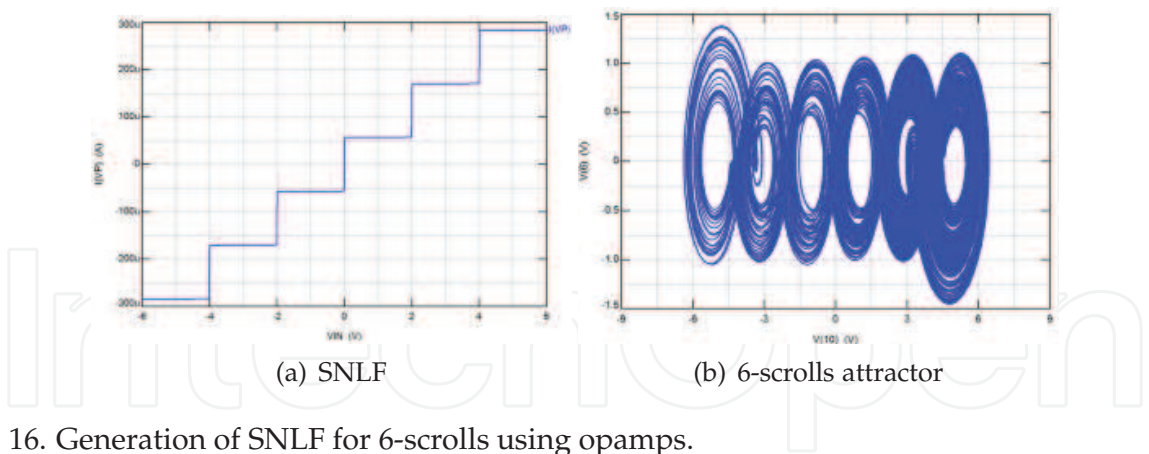 300u
200u
100u
0
-100u
-200u
-300u
I(VP) (A)
I(VP)
-6
-4
-2
0
2
4
6
VIN (V)
1.5
1.0
0.5
0
-0.5
-1.0
-1.5
V(6) (V)
-9
-6
-3
0
3
6
9
V(10) (V)
(a) SNLF
(b) 6-scrolls attractor
IntechOpen
16. Generation of SNLF for 6-scrolls using opamps.